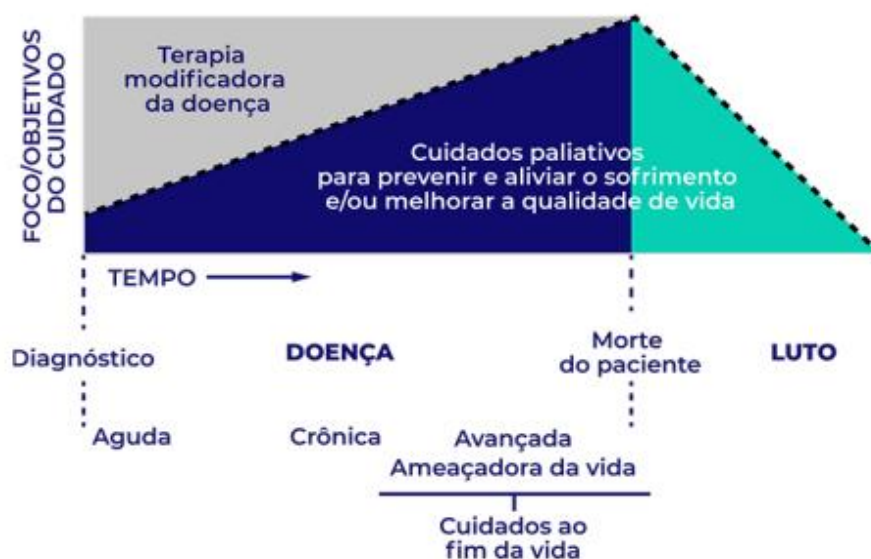 FOCO/OBJETIVOS
DO CUIDADO
Terapia
modificadora
da doença
Cuidados paliativos
para prevenir e aliviar o sofrimento
e/ou melhorar a qualidade de vida
TEMPO
Diagnóstico
DOENÇA
Morte
do paciente
LUTO
Aguda
Crônica
Avançada
Ameaçadora da vida
Cuidados ao
fim da vida